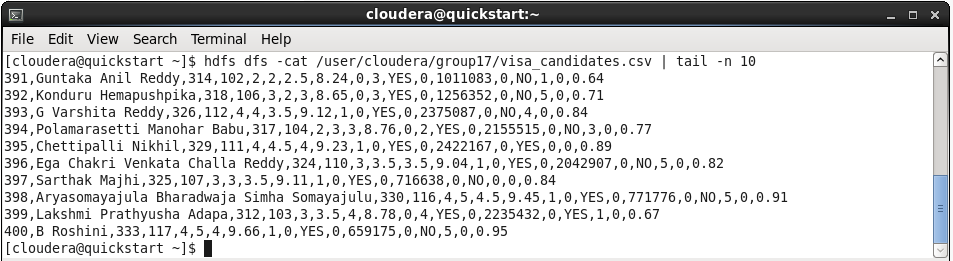 cloudera@quickstart:~
File Edit View Search Terminal Help
[cloudera@quickstart ~]$ hdfs dfs -cat /user/cloudera/group17/visa_candidates.csv | tail -n 10
391,Guntaka Anil Reddy,314,102,2,2,2.5,8.24,0,3,YES,0,1011083,0,NO,1,0,0.64
392,Konduru Hemapushpika,318,106,3,2,3,8.65,0,3,YES,0,1256352,0,NO,5,0,0.71
393,G Varshita Reddy,326,112,4,4,3.5,9.12,1,0,YES,0,2375087,0,NO,4,0,0.84
394,Polamarasetti Manohar Babu,317,104,2,3,3,8.76,0,2,YES,0,2155515,0,NO,3,0,0.77
395,Chettipalli Nikhil,329,111,4,4.5,4,9.23,1,0,YES,0,2422167,0,YES,0,0,0.89
396,Ega Chakri Venkata Challa Reddy,324,110,3,3.5,3.5,9.04,1,0,YES,0,2042907,0,NO,5,0,0.82
397,Sarthak Majhi,325,107,3,3,3.5,9.11,1,0,YES,0,716638,0,NO,0,0,0.84
398,Aryasomayajula Bharadwaja Simha Somayajulu,330,116,4,5,4.5,9.45,1,0,YES,0,771776,0,NO,5,0,0.91
399,Lakshmi Prathyusha Adapa,312,103,3,3.5,4,8.78,0,4,YES,0,2235432,0,YES,1,0,0.67
400,B Roshini,333,117,4,5,4,9.66,1,0,YES,0,659175,0,NO,5,0,0.95
[cloudera@quickstart ~]$